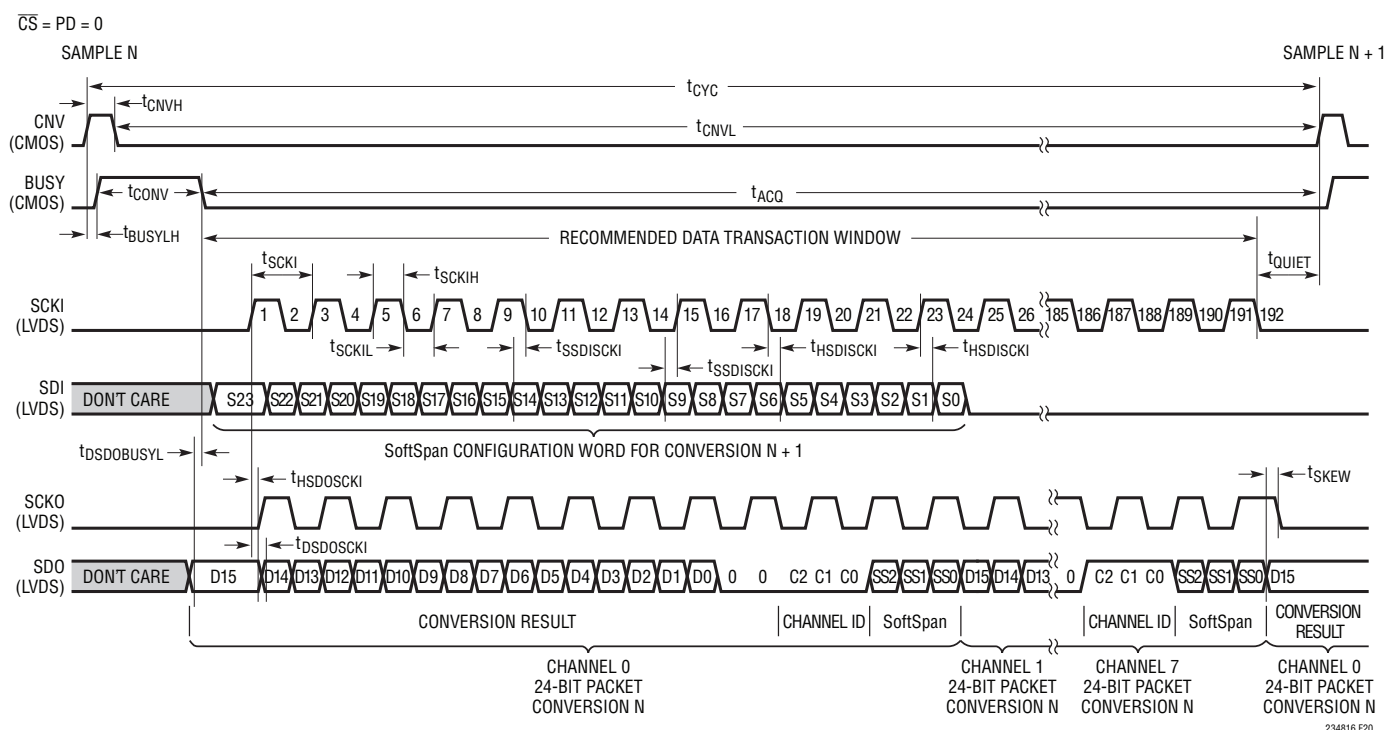 CS = PD = 0
SAMPLE N
SAMPLE N + 1
tCYC
tCNVH
CNV
(CMOS)
tCNVL
BUSY
(CMOS)
tCONV
tACQ
tBUSYLH
RECOMMENDED DATA TRANSACTION WINDOW
tSCKI
tSCKIH
tQUIET
SCKI
(LVDS)
1 2 3 4 5 6 7 8 9 10 11 12 13 14 15 16 17 18 19 20 21 22 23 24 25 26 185 186 187 188 189 190 191 192
tSCKIL
tSSDISCKI
tSSDISCKI
tHSDISCKI
tHSDISCKI
SDI
(LVDS)
DON'T CARE
S23 S22 S21 S20 S19 S18 S17 S16 S15 S14 S13 S12 S11 S10 S9 S8 S7 S6 S5 S4 S3 S2 S1 S0
tDSDOBUSYL
SoftSpan CONFIGURATION WORD FOR CONVERSION N + 1
tHSDOSCKI
tSKEW
SCKO
(LVDS)
tDSDOSCKI
SDO
(LVDS)
DON'T CARE
D15 D14 D13 D12 D11 D10 D9 D8 D7 D6 D5 D4 D3 D2 D1 D0 0 0 C2 C1 C0 SS2 SS1 SS0 D15 D14 D13 0 C2 C1 C0 SS2 SS1 SS0 D15
CONVERSION RESULT
CHANNEL ID
SoftSpan
CHANNEL ID
SoftSpan
CONVERSION
RESULT
CHANNEL 0
24-BIT PACKET
CONVERSION N
CHANNEL 1
24-BIT PACKET
CONVERSION N
CHANNEL 7
24-BIT PACKET
CONVERSION N
CHANNEL 0
24-BIT PACKET
CONVERSION N
234816 F20